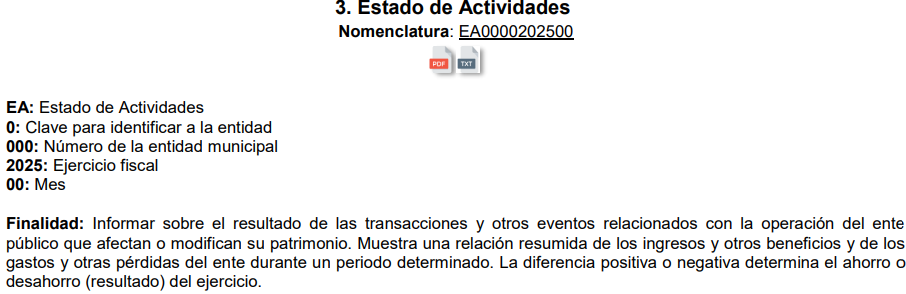 3. Estado de Actividades
Nomenclatura: EA0000202500
PDF TXT
EA: Estado de Actividades
0: Clave para identificar a la entidad
000: Número de la entidad municipal
2025: Ejercicio fiscal
00: Mes
Finalidad: Informar sobre el resultado de las transacciones y otros eventos relacionados con la operación del ente
público que afectan o modifican su patrimonio. Muestra una relación resumida de los ingresos y otros beneficios y de los
gastos y otras pérdidas del ente durante un periodo determinado. La diferencia positiva o negativa determina el ahorro o
desahorro (resultado) del ejercicio.